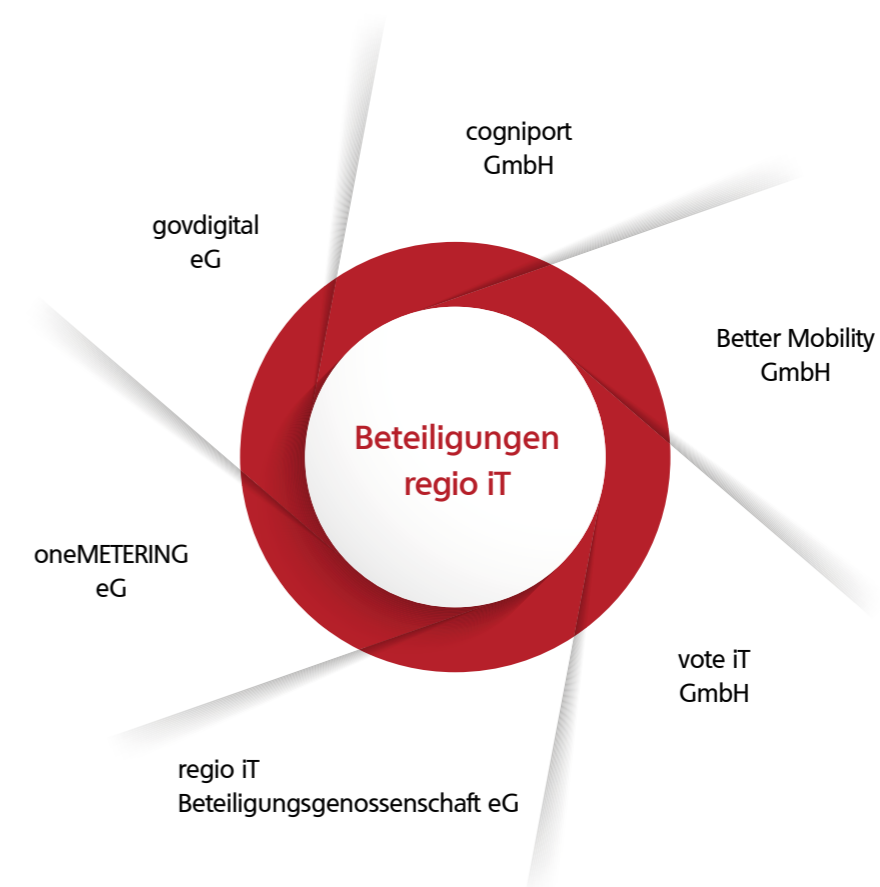 cogniport
GmbH
govdigital
eG
Better Mobility
GmbH
Beteiligungen
regio iT
oneMETERING
eG
vote iT
GmbH
regio iT
Beteiligungsgenossenschaft eG